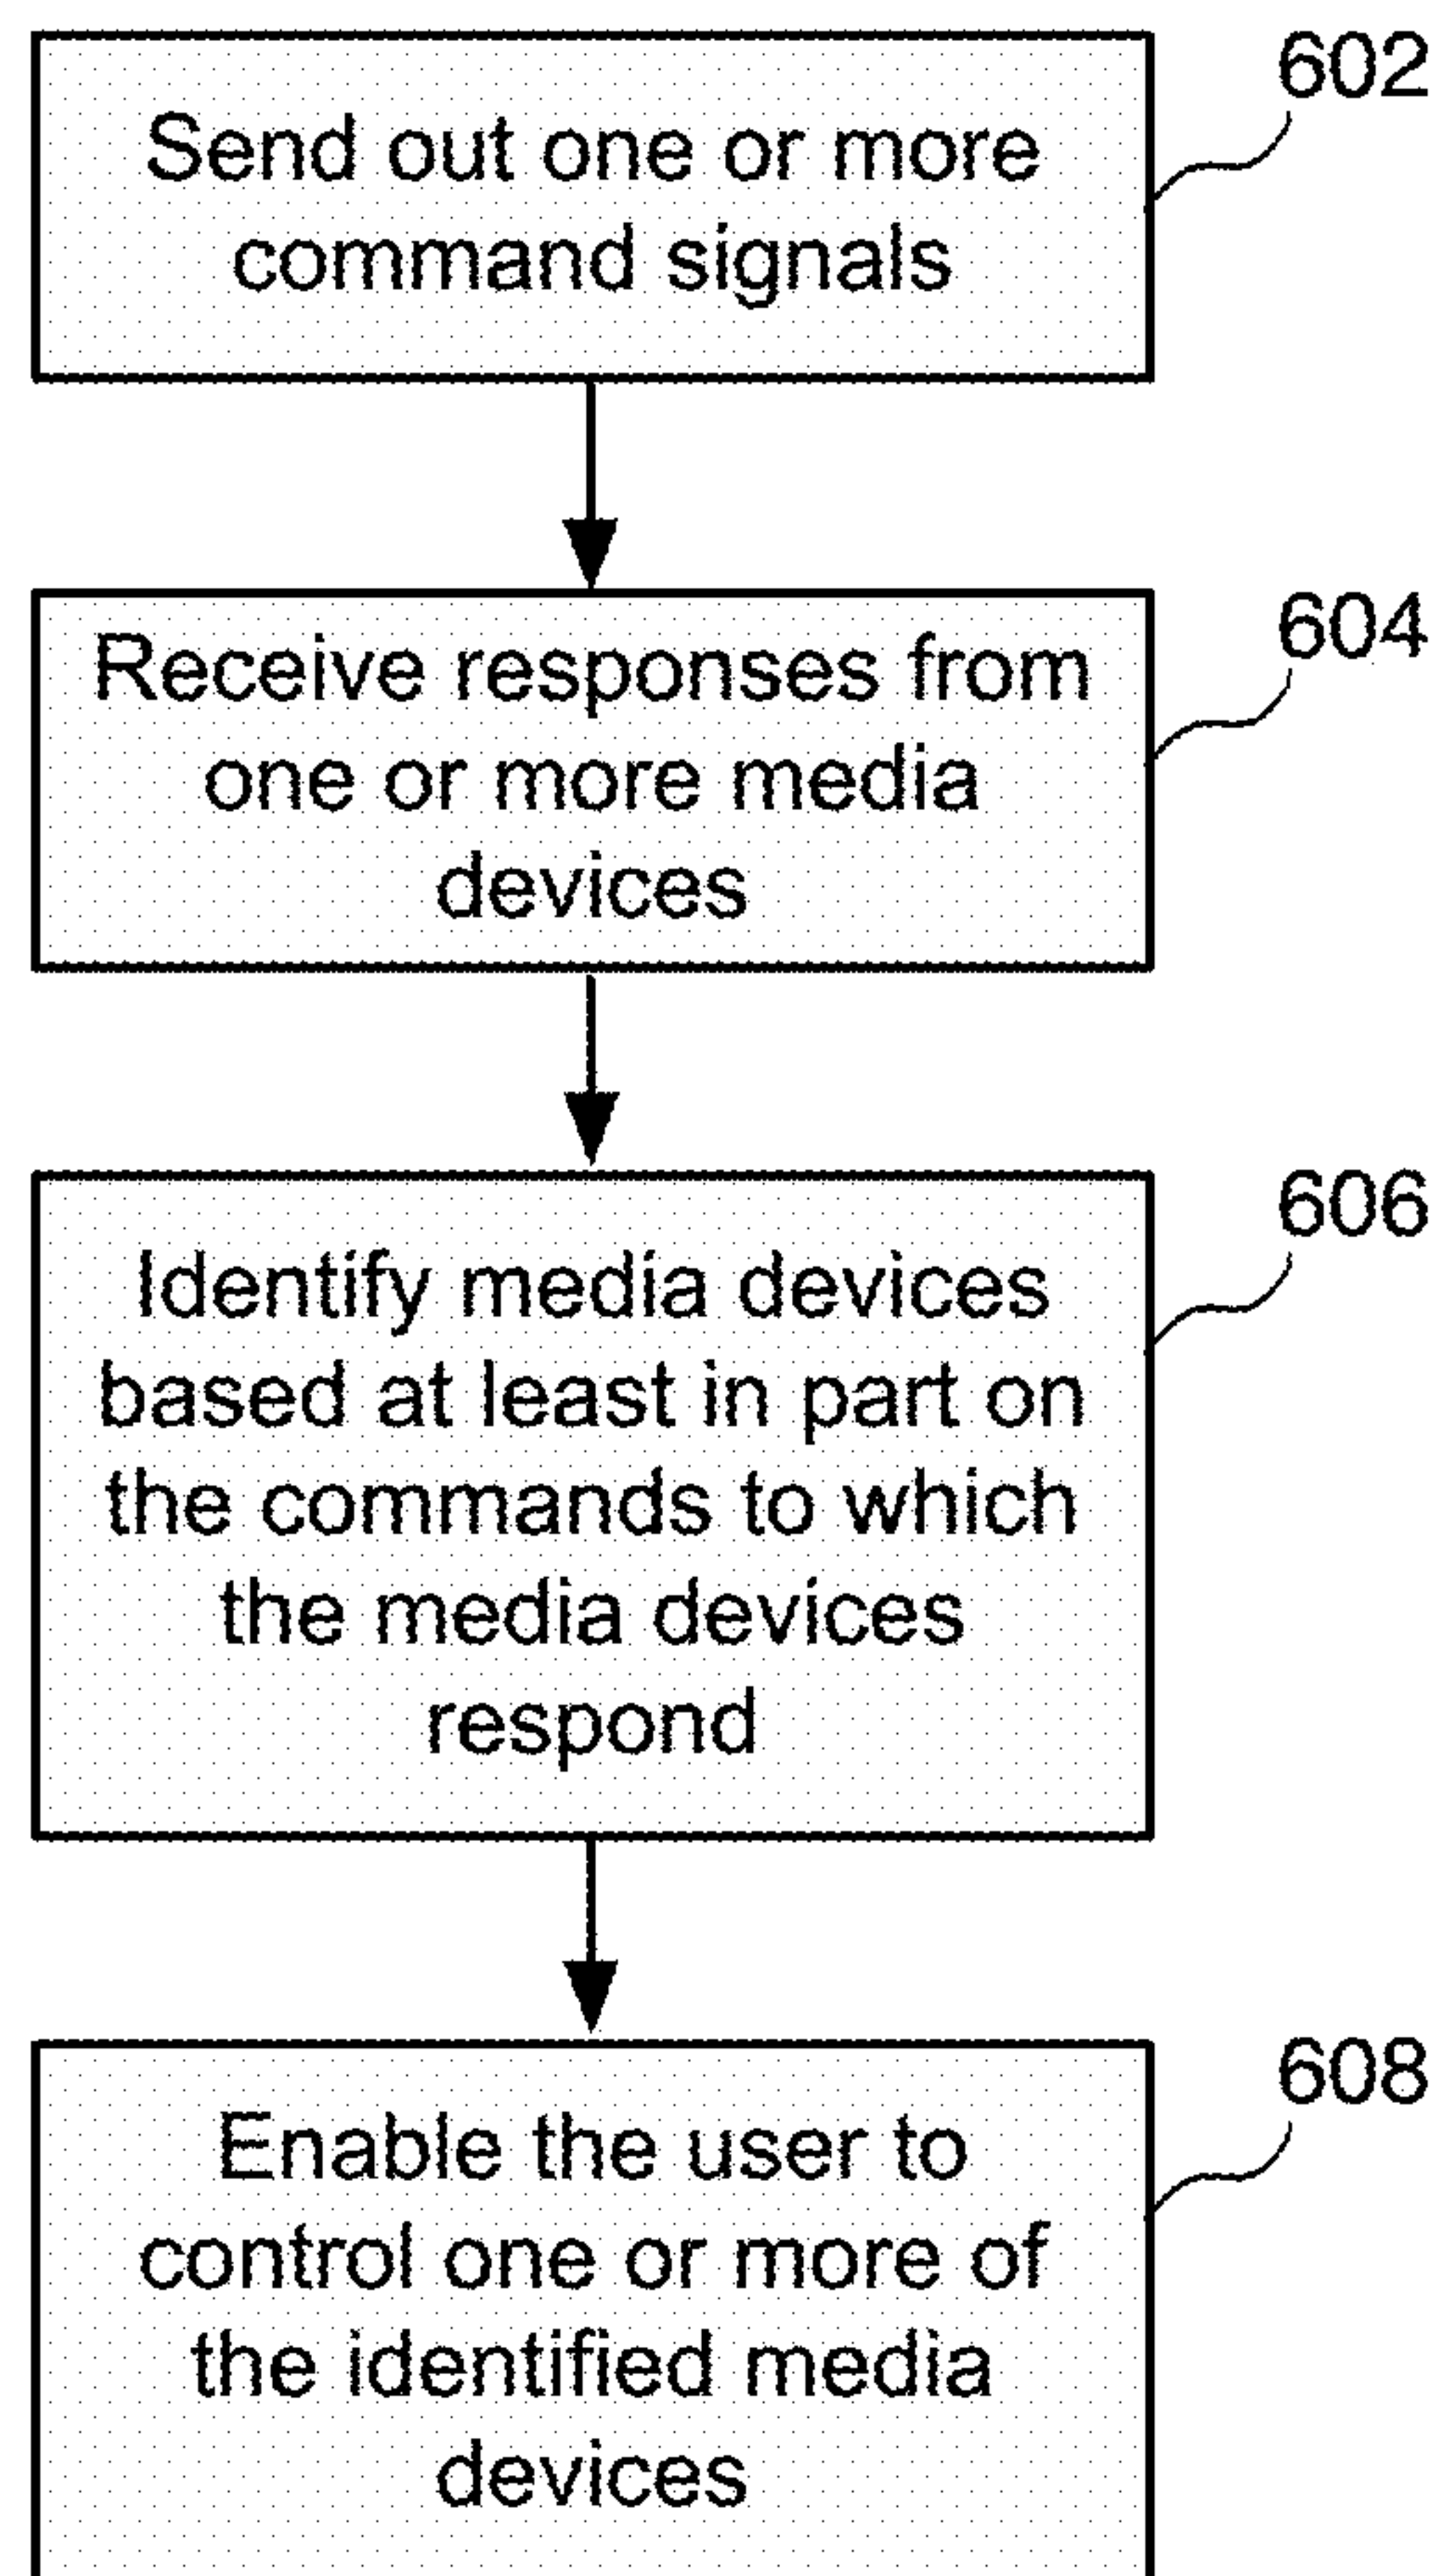 602
Send out one or more
command signals
604
Receive responses from
one or more media
devices
606
Identify media devices
based at least in part on
the commands to which
the media devices
respond
608
Enable the user to
control one or more of
the identified media
devices